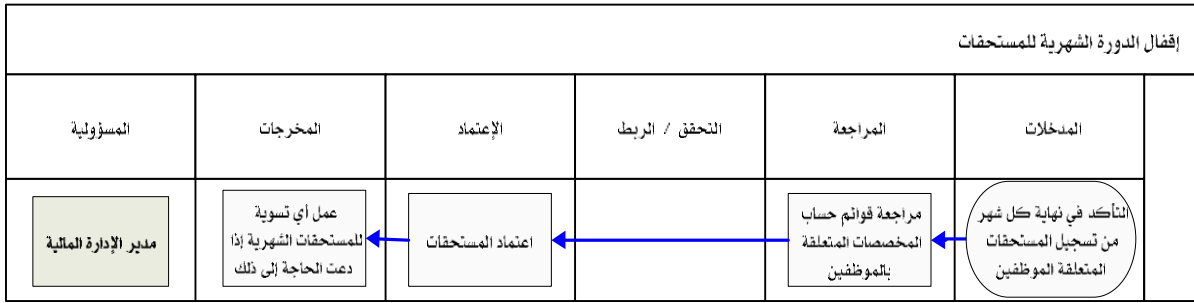 إقفال الدورة الشهرية للمستحقات
المدخلات
المراجعة
التحقق / الربط
الإعتماد
المخرجات
المسؤولية
التأكد في نهاية كل شهر
من تسجيل المستحقات
المتعلقة الموظفين
مراجعة قوائم حساب
المخصصات المتعلقة
بالموظفين
اعتماد المستحقات
عمل أي تسوية
للمستحقات الشهرية إذا
دعت الحاجة إلى ذلك
مدير الإدارة المالية